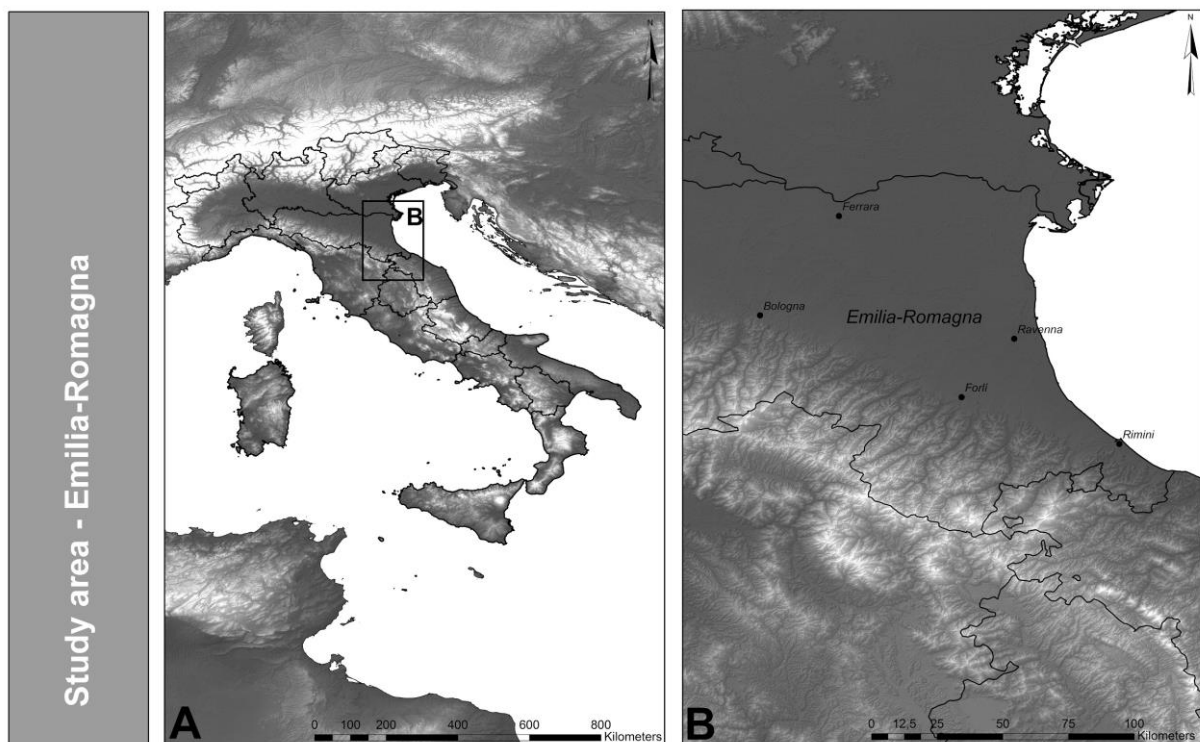 Study area - Emilia-Romagna
N
B
A
0 100 200 400 600 800
Kilometers
N
Ferrara
Bologna
Emilia-Romagna
Ravenna
Forlì
Rimini
B
0 12.5 25 50 75 100
Kilometers